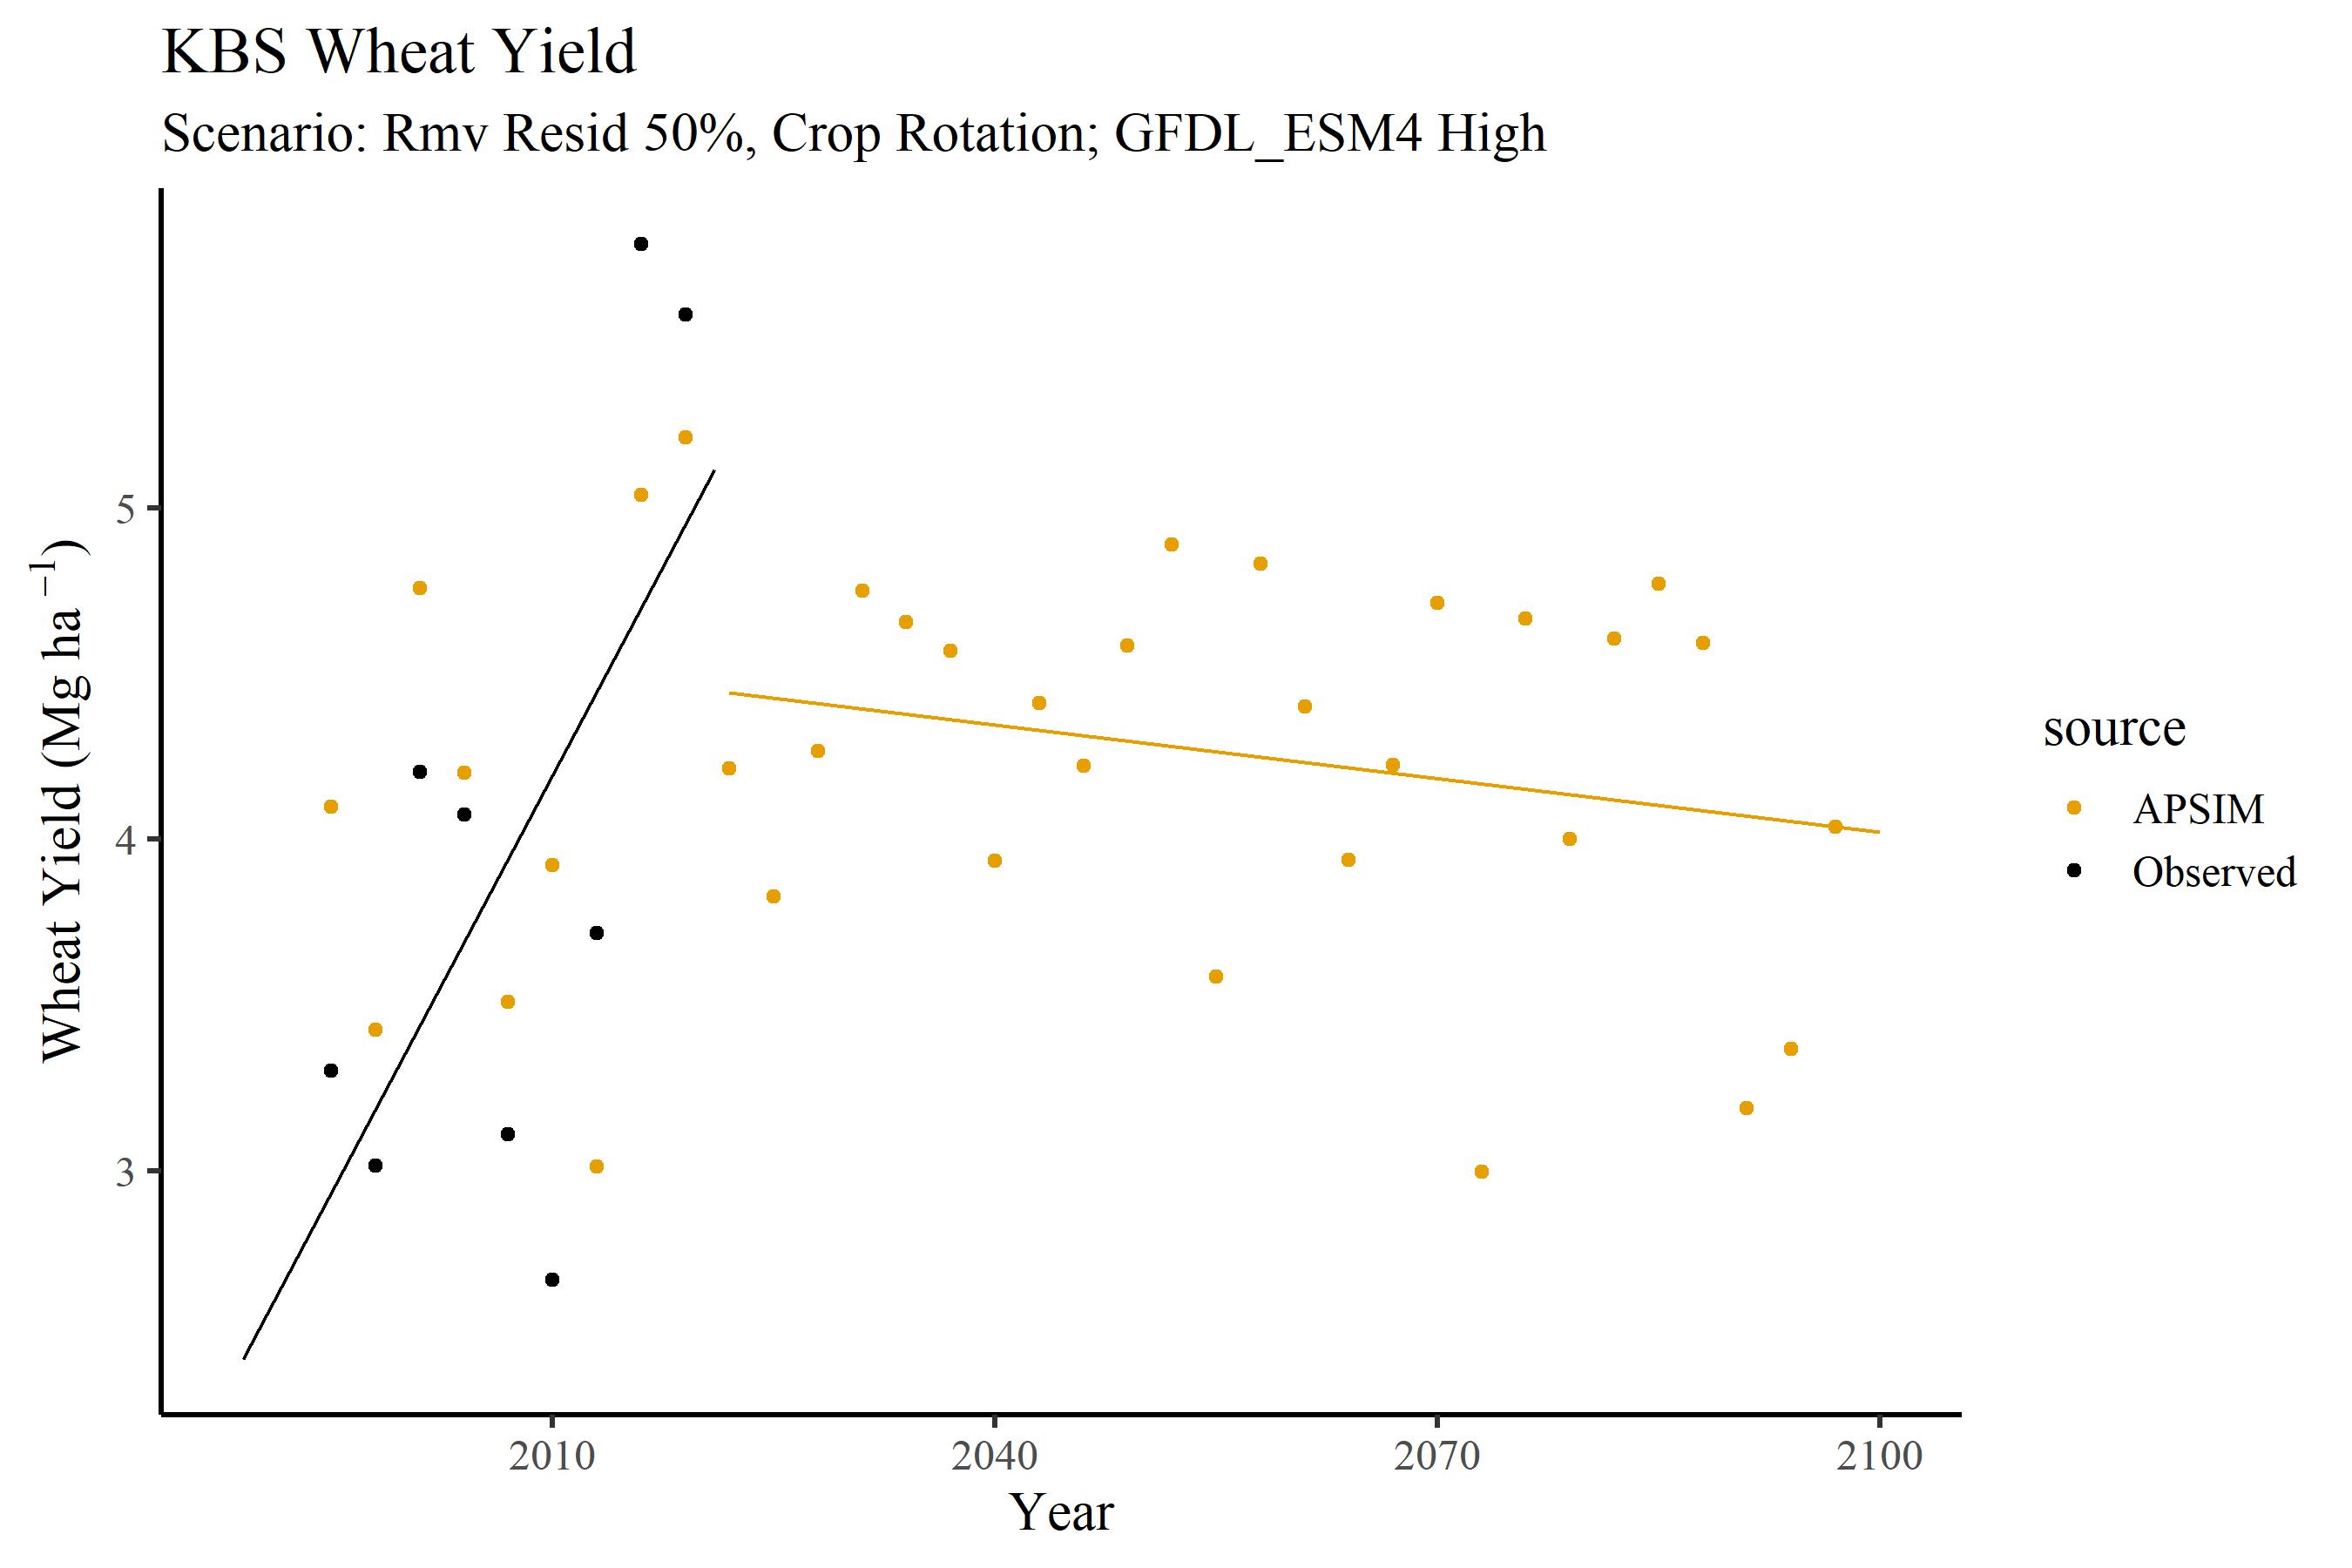 KBS Wheat Yield
Scenario: Rmv Resid 50%, Crop Rotation; GFDL_ESM4 High
Wheat Yield (Mg ha −1)
5
4
3
2010
2040
2070
2100
Year
source
APSIM
Observed